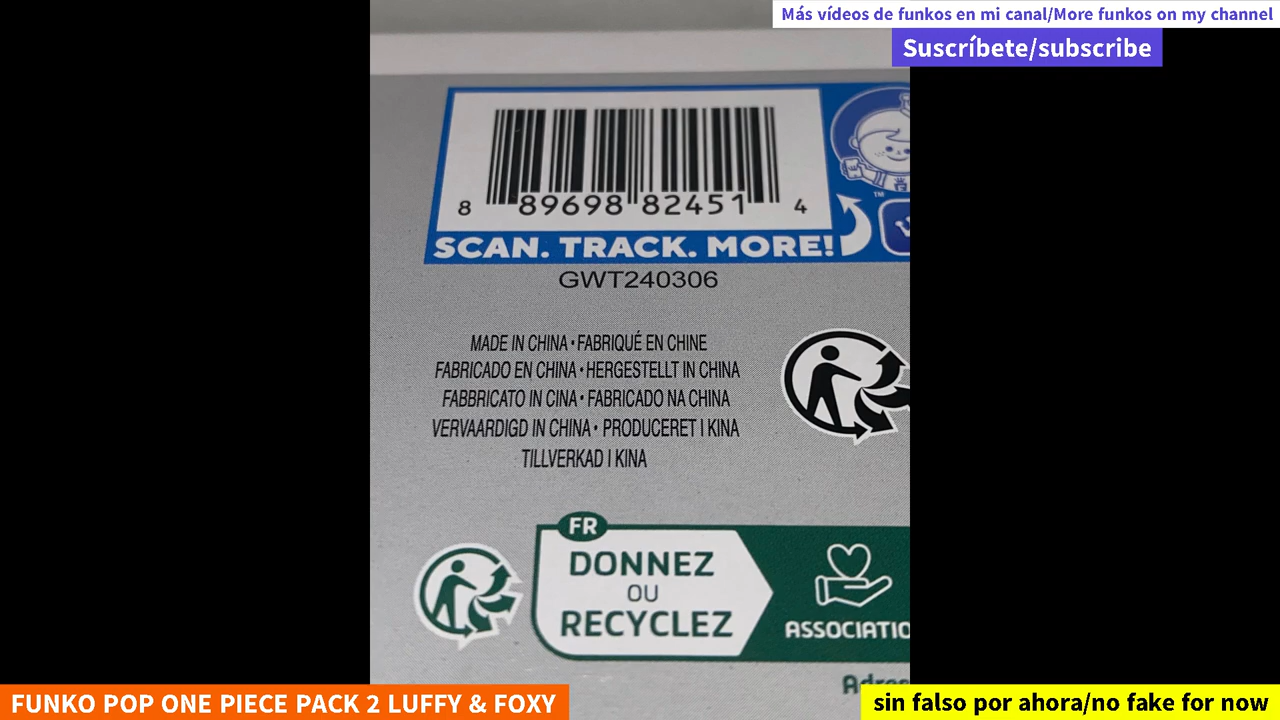 Más vídeos de funkos en mi canal/More funkos on my channel
Suscríbete/subscribe
8 89698 82451 4
™
SCAN. TRACK. MORE!
GWT240306
MADE IN CHINA • FABRIQUÉ EN CHINE
FABRICADO EN CHINA • HERGESTELLT IN CHINA
FABBRICATO IN CINA • FABRICADO NA CHINA
VERVAARDIGD IN CHINA • PRODUCERET I KINA
TILLVERKAD I KINA
FR
DONNEZ
OU
RECYCLEZ
FUNKO POP ONE PIECE PACK 2 LUFFY & FOXY
sin falso por ahora/no fake for now